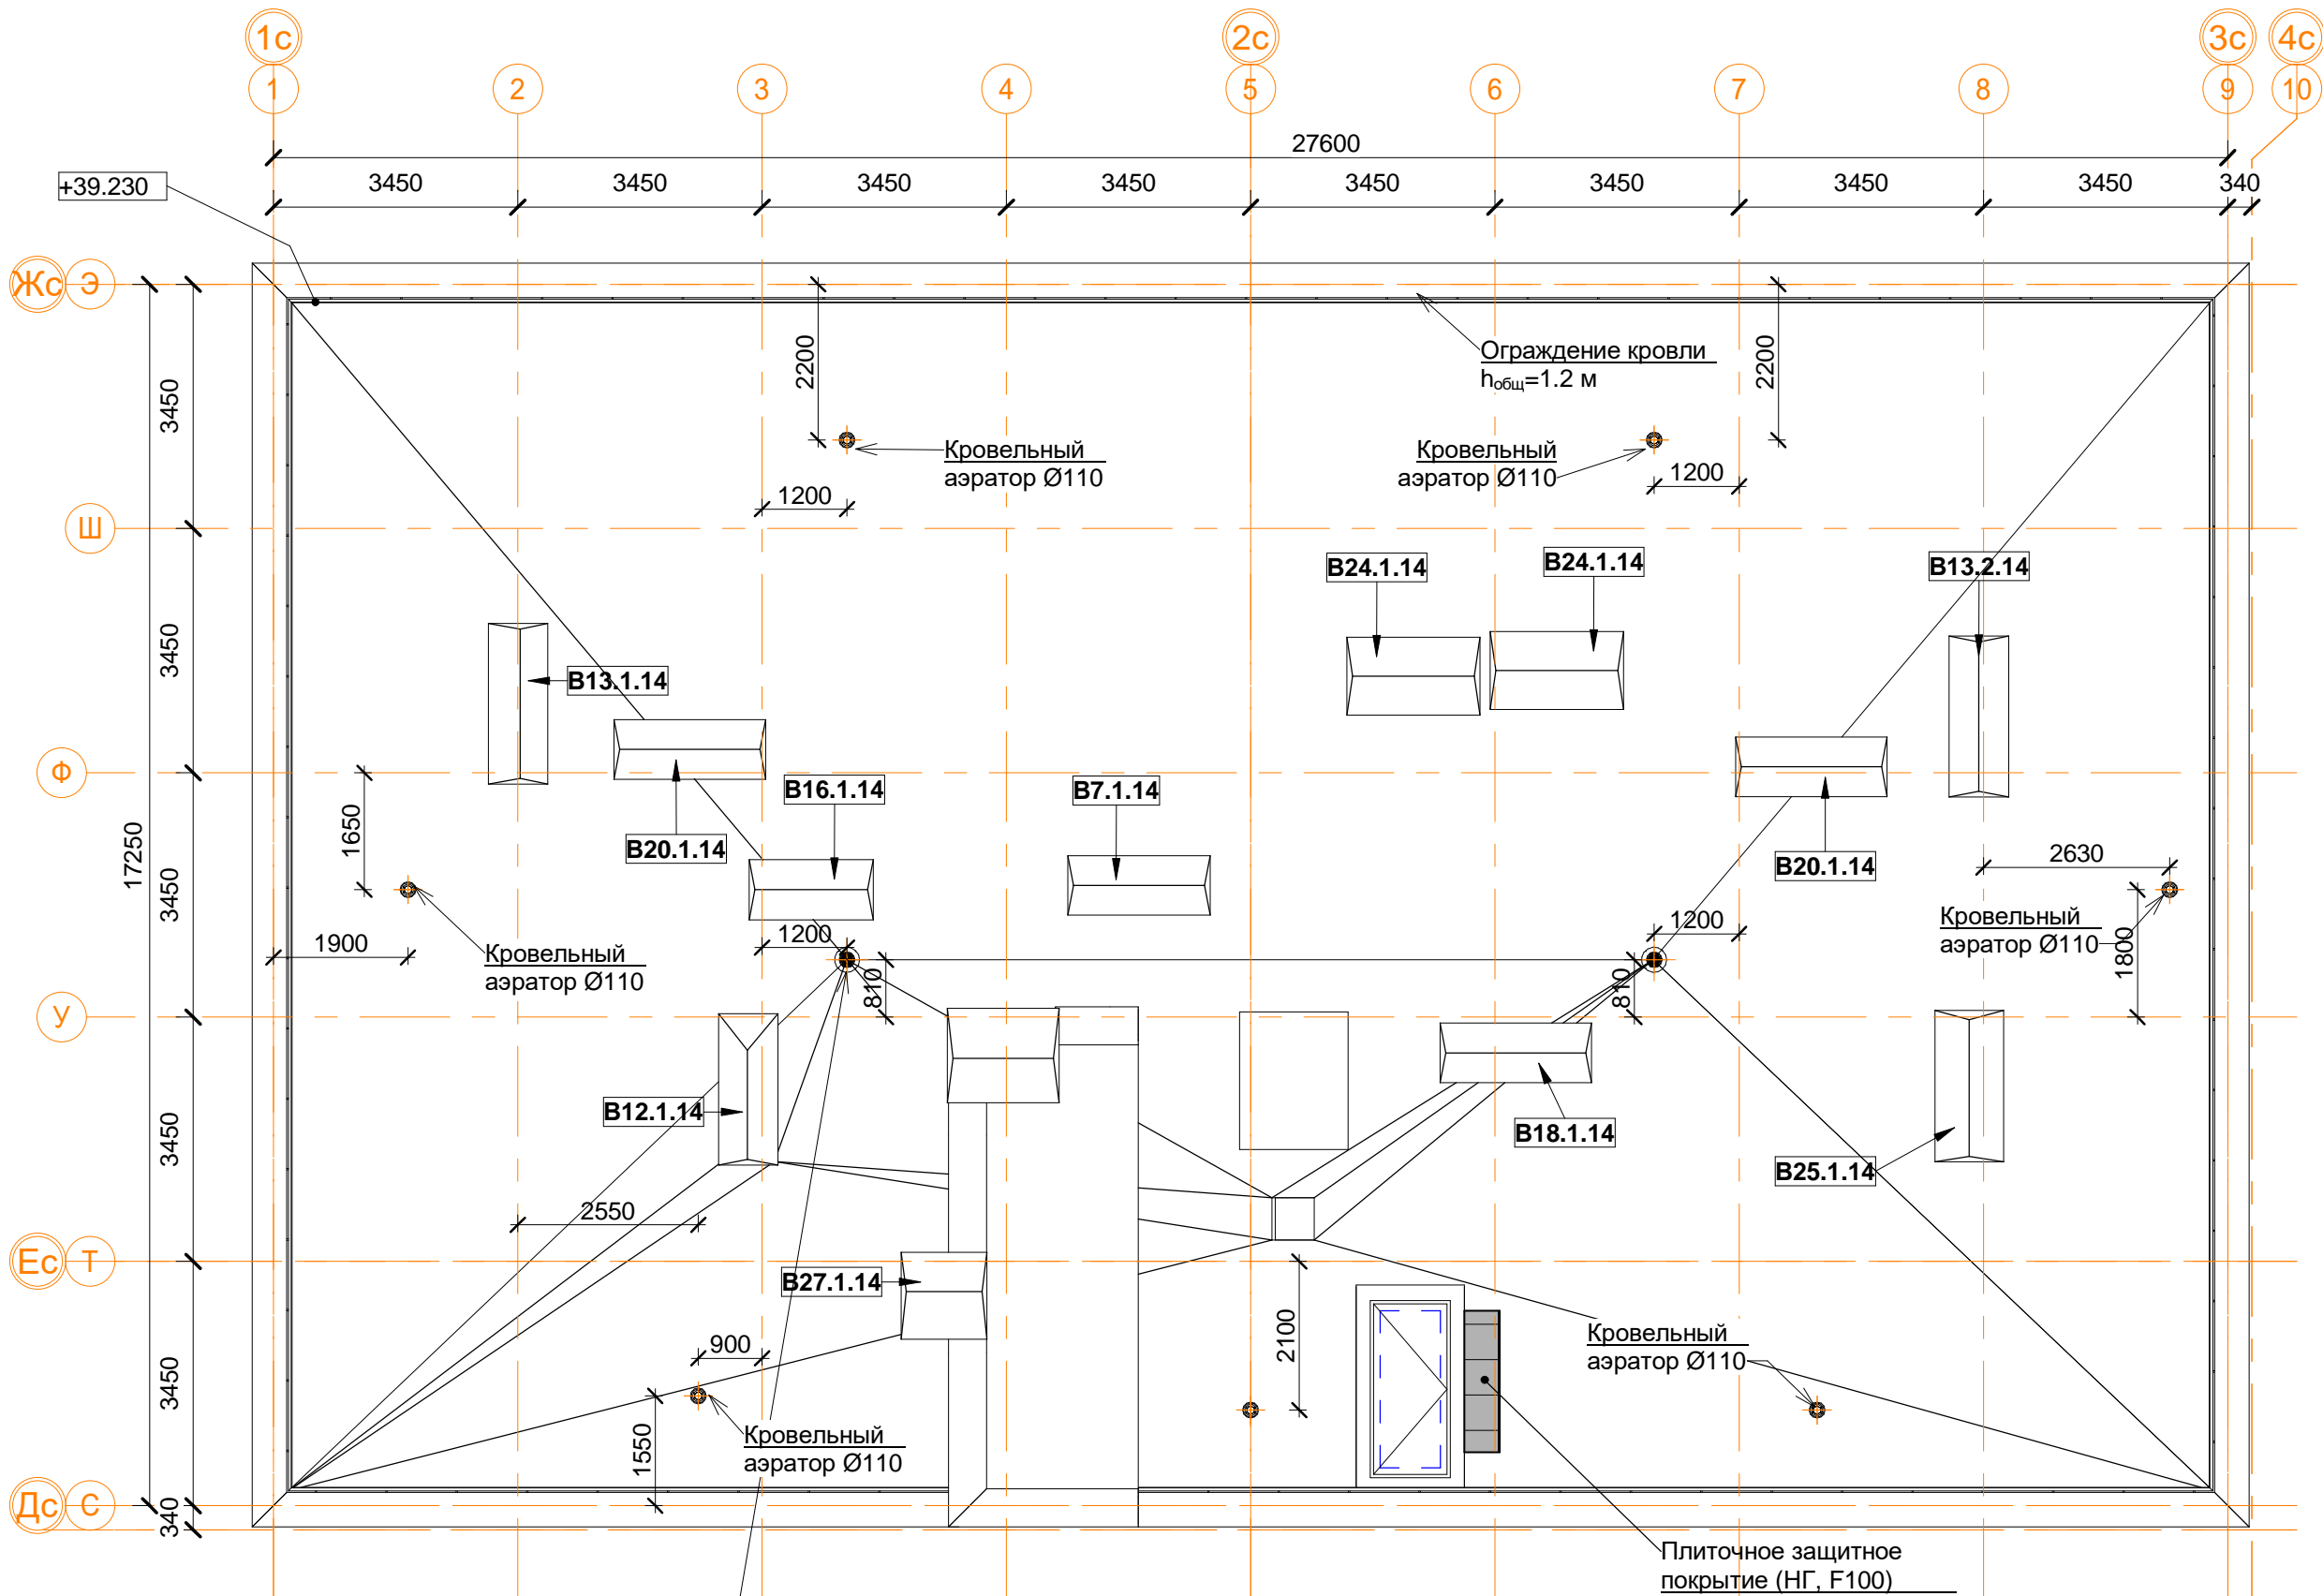 1с
2с
3с
4с
1
2
3
4
5
6
7
8
9
10
27600
+39.230
3450
3450
3450
3450
3450
3450
3450
3450
340
Жс
Э
Ограждение кровли
hобщ=1.2 м
2200
2200
3450
Кровельный
аэратор Ø110
Кровельный
аэратор Ø110
1200
1200
Ш
В24.1.14
В24.1.14
В13.2.14
3450
В13.1.14
Ф
В16.1.14
В7.1.14
1650
В20.1.14
В20.1.14
17250
3450
2630
1900
Кровельный
аэратор Ø110
1200
1200
Кровельный
аэратор Ø110
1800
810
810
У
В12.1.14
В18.1.14
3450
В25.1.14
2550
Ес
Т
В27.1.14
2100
900
Кровельный
аэратор Ø110
3450
1550
Кровельный
аэратор Ø110
Дс
С
340
Плиточное защитное
покрытие (НГ, F100)